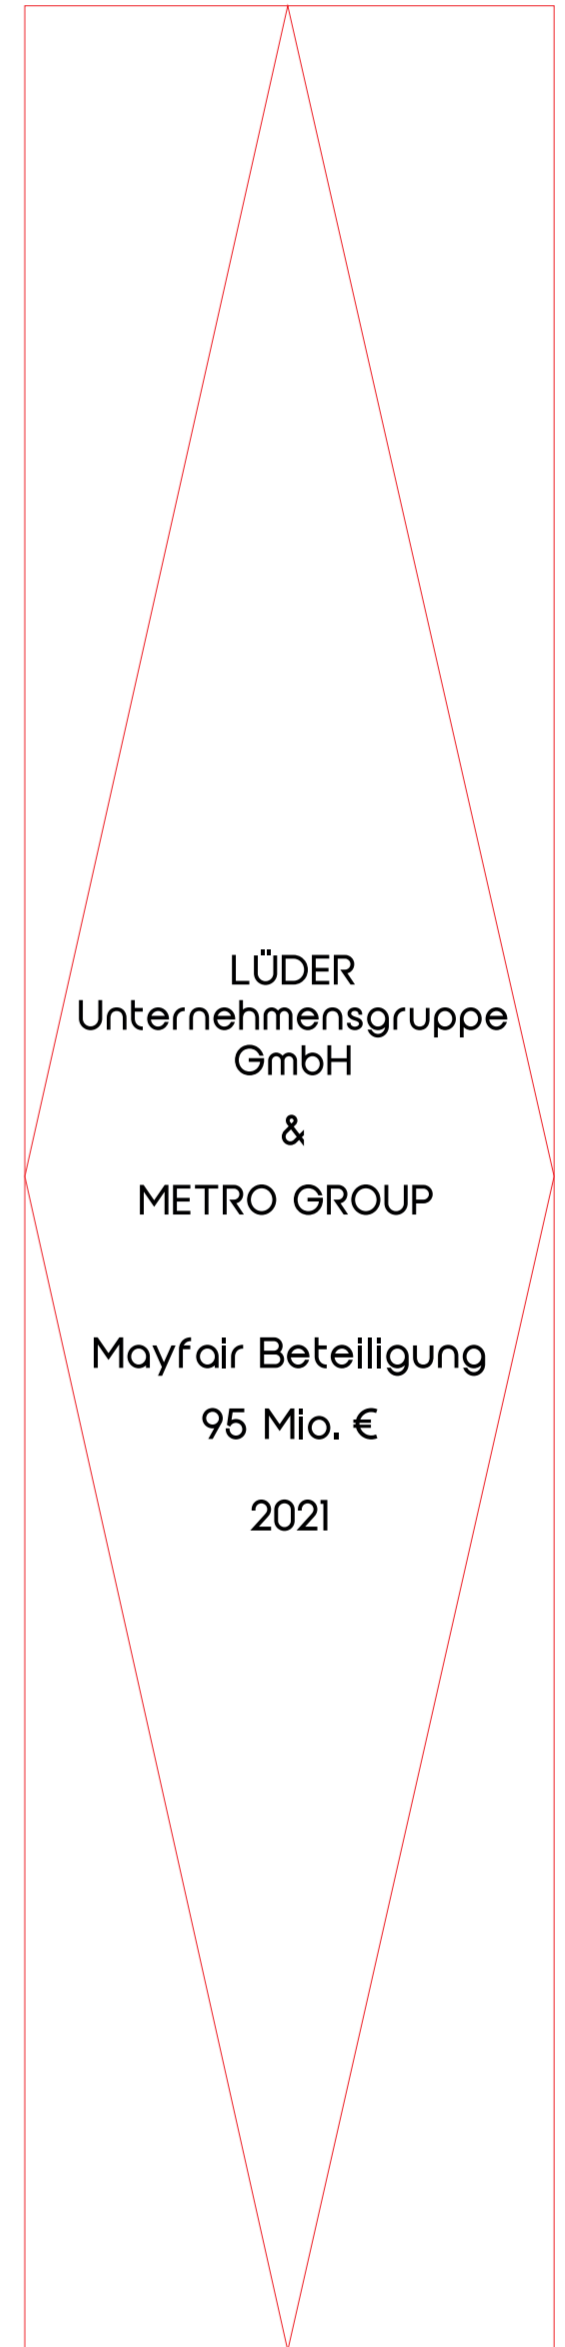 LÜDER
Unternehmensgruppe
GmbH
&
METRO GROUP
Mayfair Beteiligung
95 Mio. €
2021